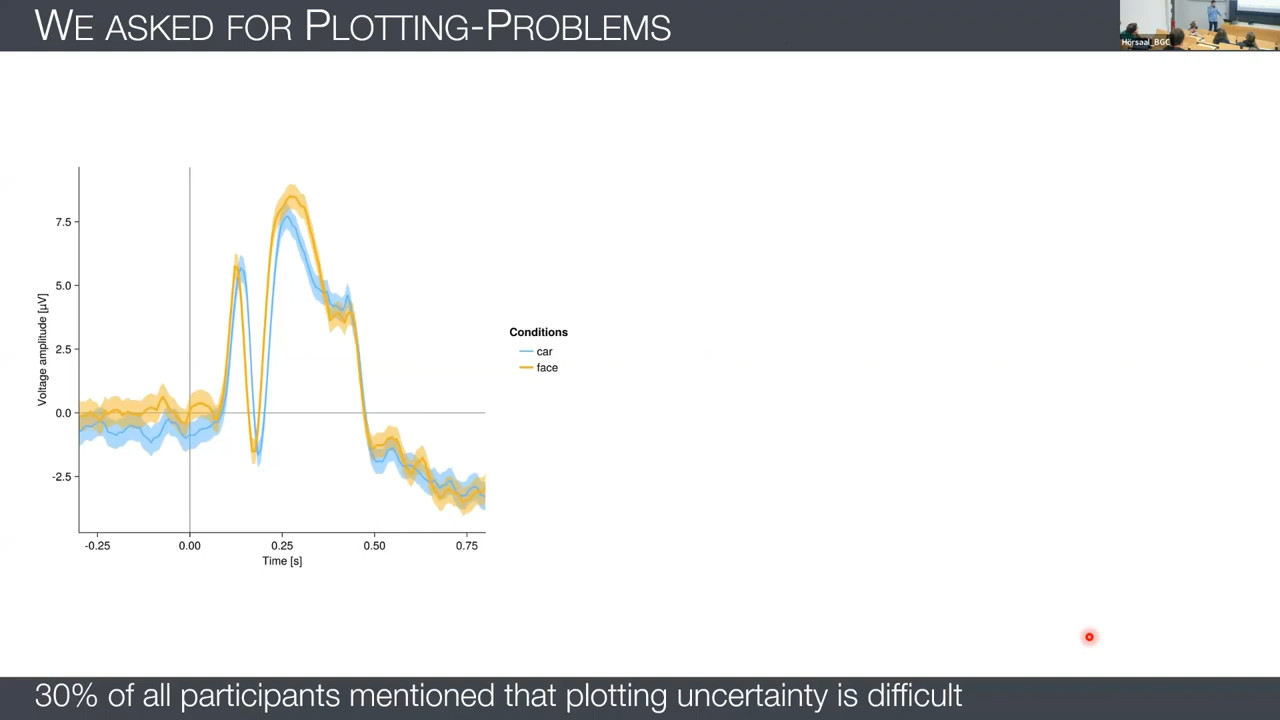 WE ASKED FOR PLOTTING-PROBLEMS
Hörsaal_BGC
7.5
5.0
2.5
0.0
-2.5
Voltage amplitude [µV]
-0.25
0.00
0.25
0.50
0.75
Time [s]
Conditions
car
face
30% of all participants mentioned that plotting uncertainty is difficult